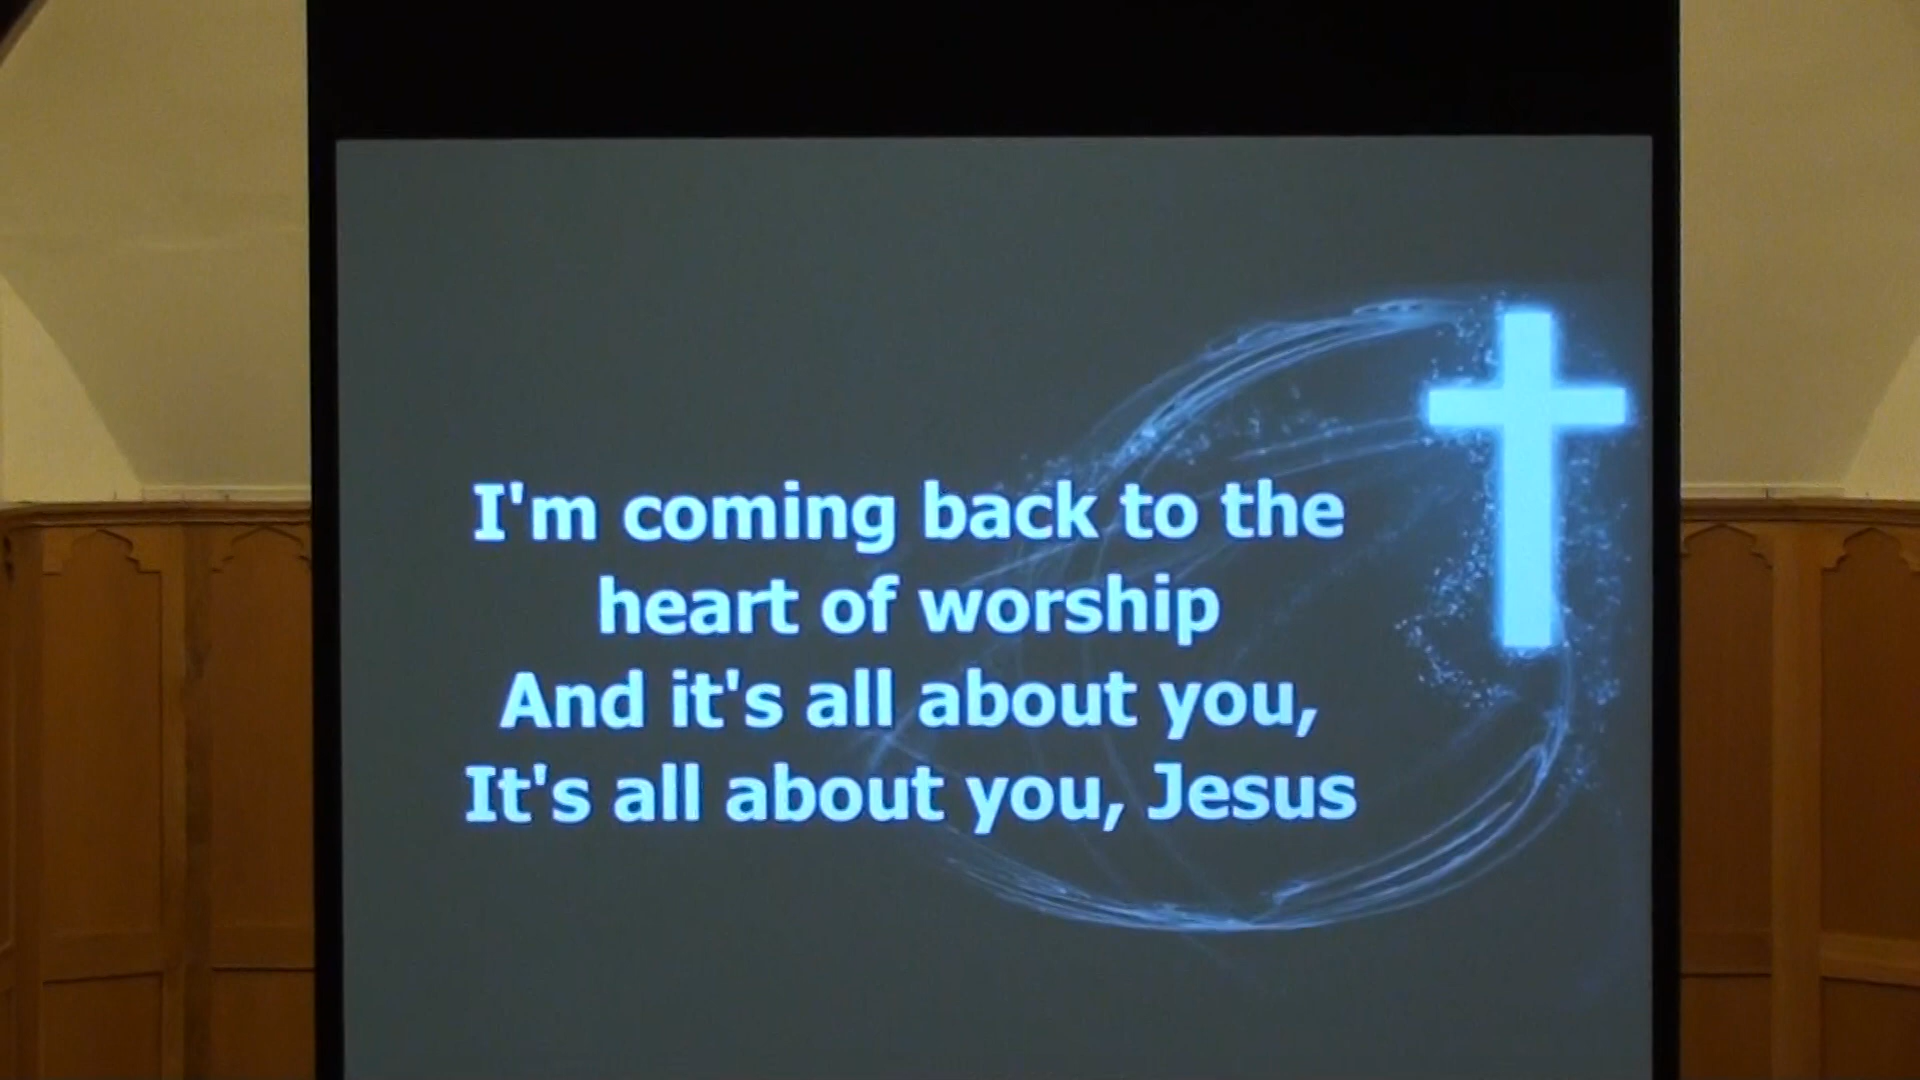 I'm coming back to the
heart of worship
And it's all about you,
It's all about you, Jesus